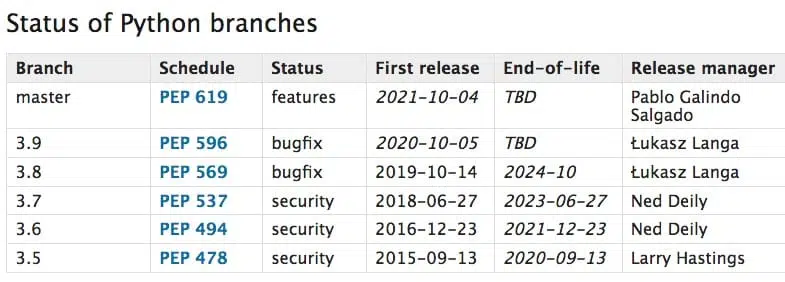 Status of Python branches
Branch Schedule Status First release End-of-life Release manager
master PEP 619 features 2021-10-04 TBD Pablo Galindo
Salgado
3.9 PEP 596 bugfix 2020-10-05 TBD Łukasz Langa
3.8 PEP 569 bugfix 2019-10-14 2024-10 Łukasz Langa
3.7 PEP 537 security 2018-06-27 2023-06-27 Ned Deily
3.6 PEP 494 security 2016-12-23 2021-12-23 Ned Deily
3.5 PEP 478 security 2015-09-13 2020-09-13 Larry Hastings